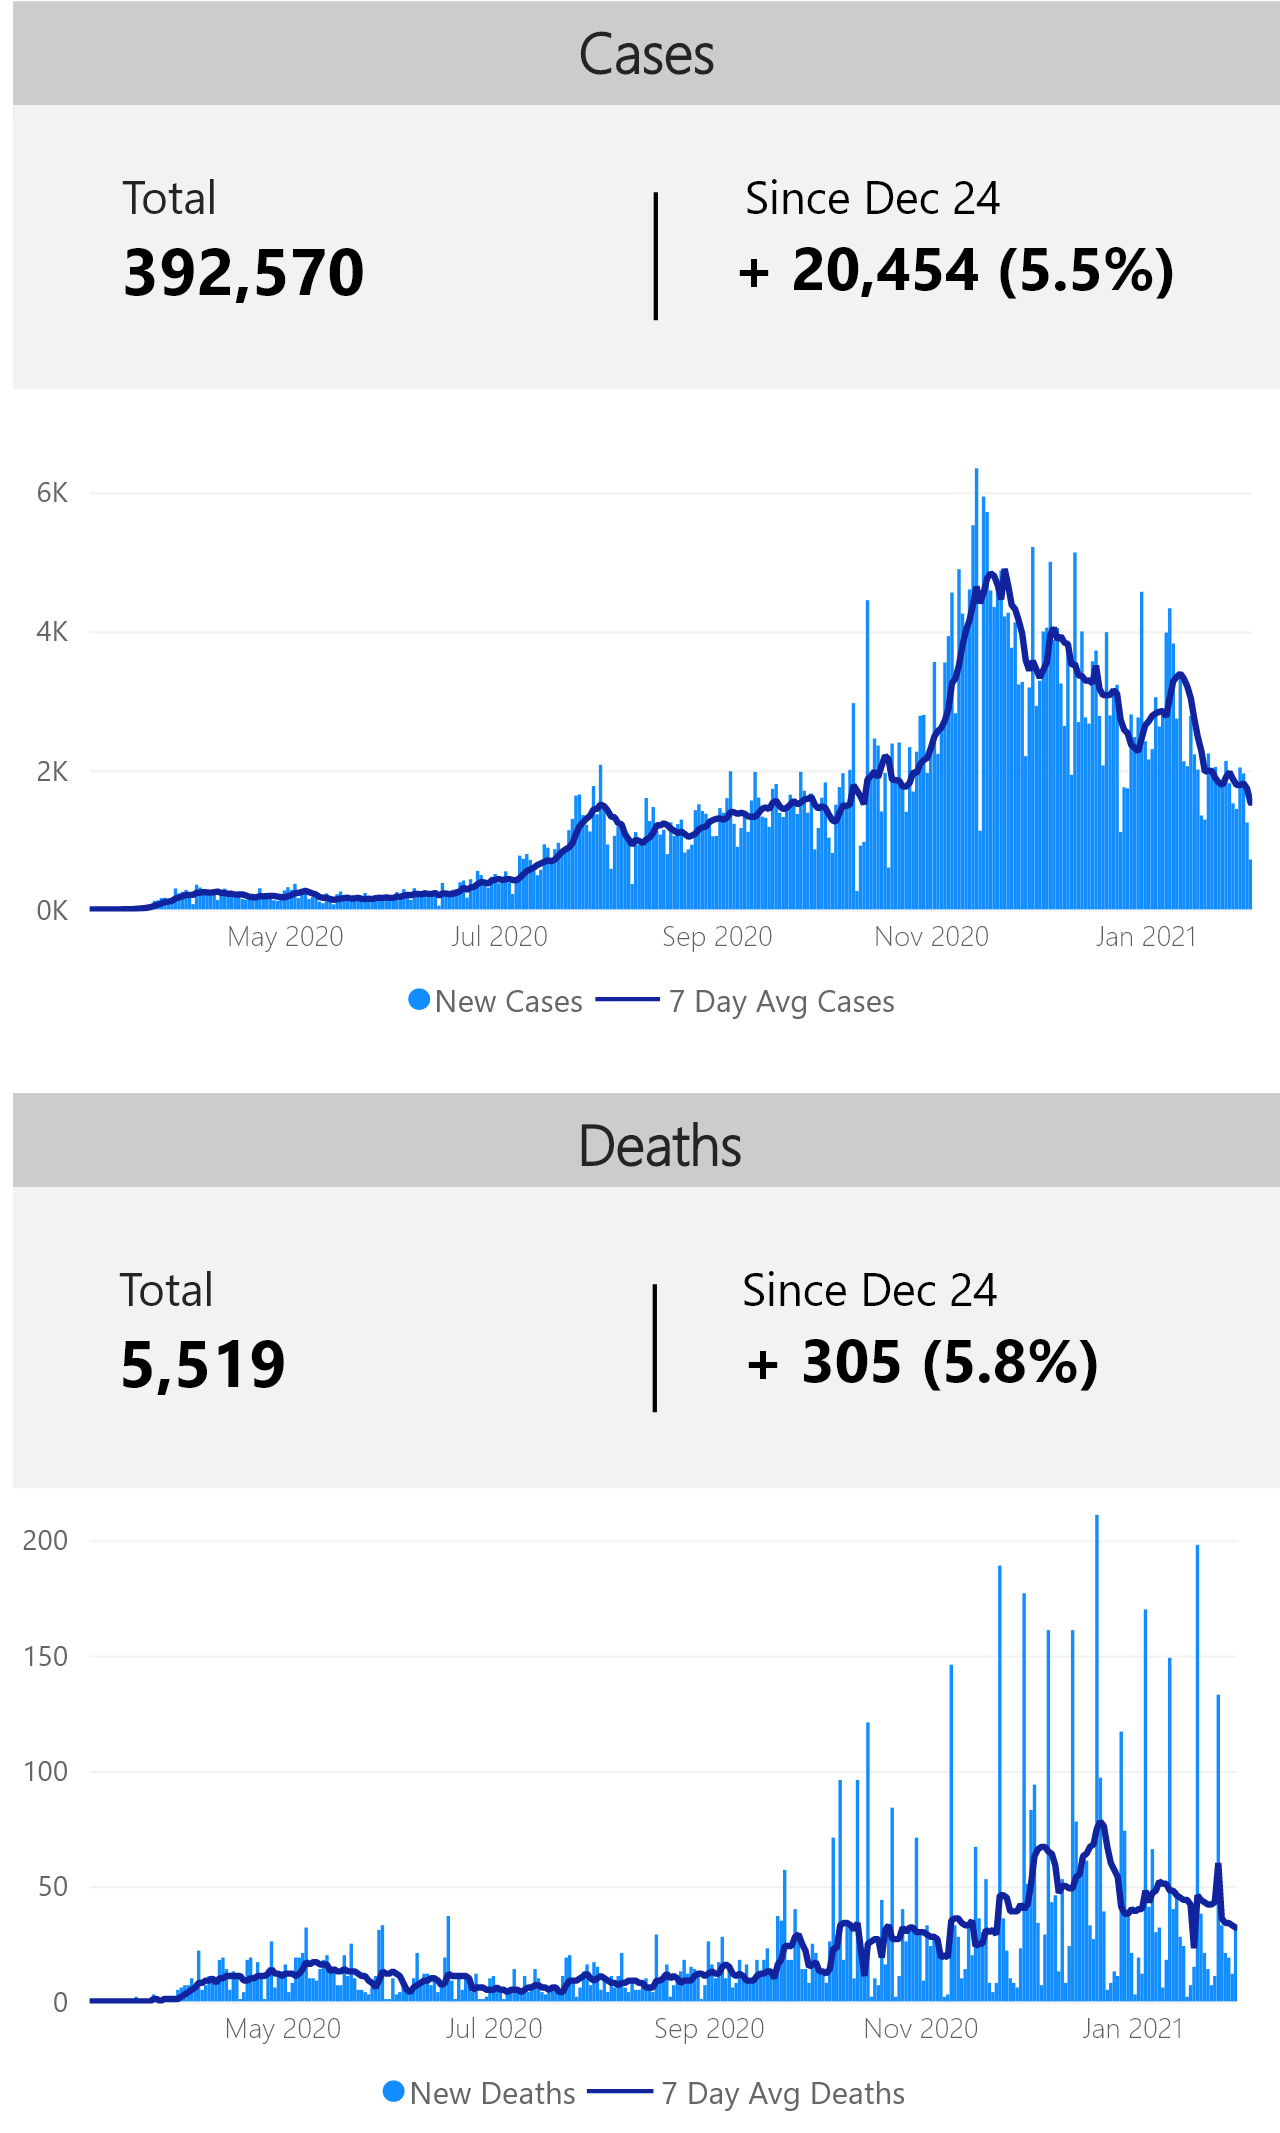 Cases
Total
Since Dec 24
392,570
+ 20,454 (5.5%)
6K
4K
2K
0K
May 2020
Jul 2020
Sep 2020
Nov 2020
Jan 2021
New Cases
7 Day Avg Cases
Deaths
Total
Since Dec 24
5,519
+ 305 (5.8%)
200
150
100
50
0
May 2020
Jul 2020
Sep 2020
Nov 2020
Jan 2021
New Deaths
7 Day Avg Deaths